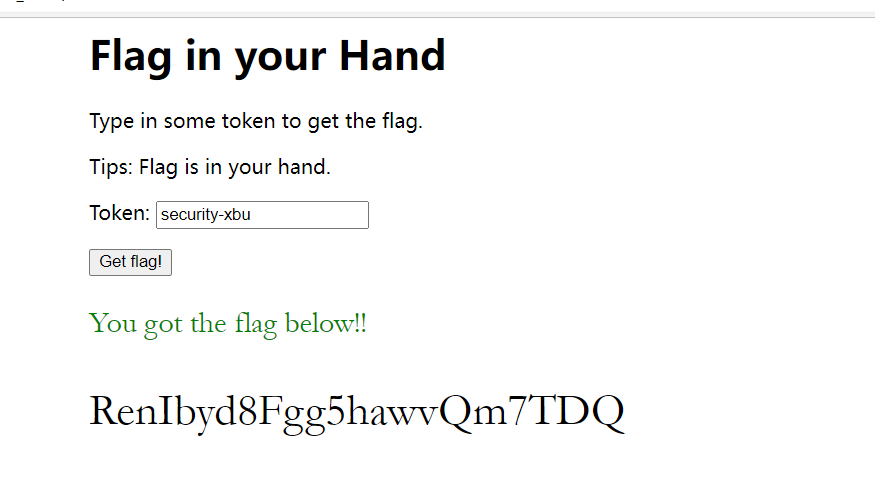 Flag in your Hand
Type in some token to get the flag.
Tips: Flag is in your hand.
Token: security-xbu
Get flag!
You got the flag below!!
RenIbyd8Fgg5hawvQm7TDQ